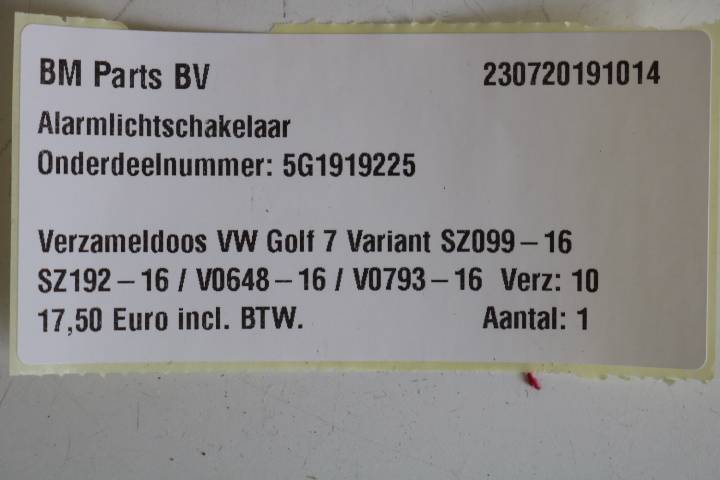 BM Parts BV 230720191014
Alarmlichtschakelaar
Onderdeelnummer: 5G1919225
Verzameldoos VW Golf 7 Variant SZ099 – 16
SZ192 – 16 / V0648 – 16 / V0793 – 16 Verz: 10
17,50 Euro incl. BTW. Aantal: 1